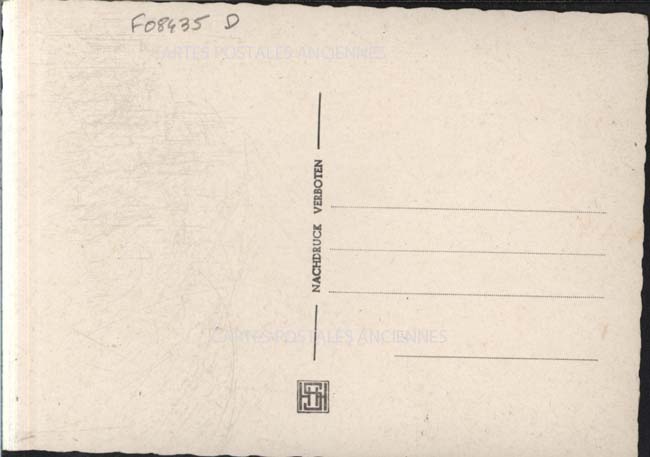 F08435 D
CARTES POSTALES ANCIENNES
NACHDRUCK VERBOTEN
CARTES POSTALES ANCIENNES